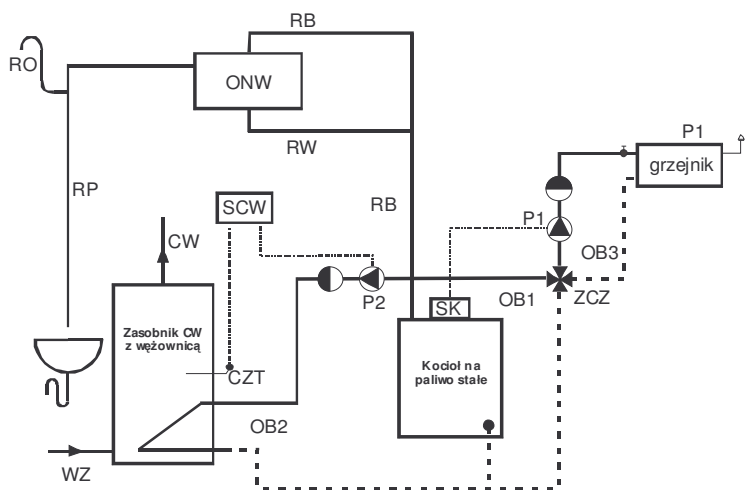 RB
RO
ONW
P1
grzejnik
RW
RP
RB
SCW
P1
CW
OB3
P2
OB1
ZCZ
SK
Zasobnik CW
z wężownicą
Kocioł na
paliwo stałe
CZT
OB2
WZ